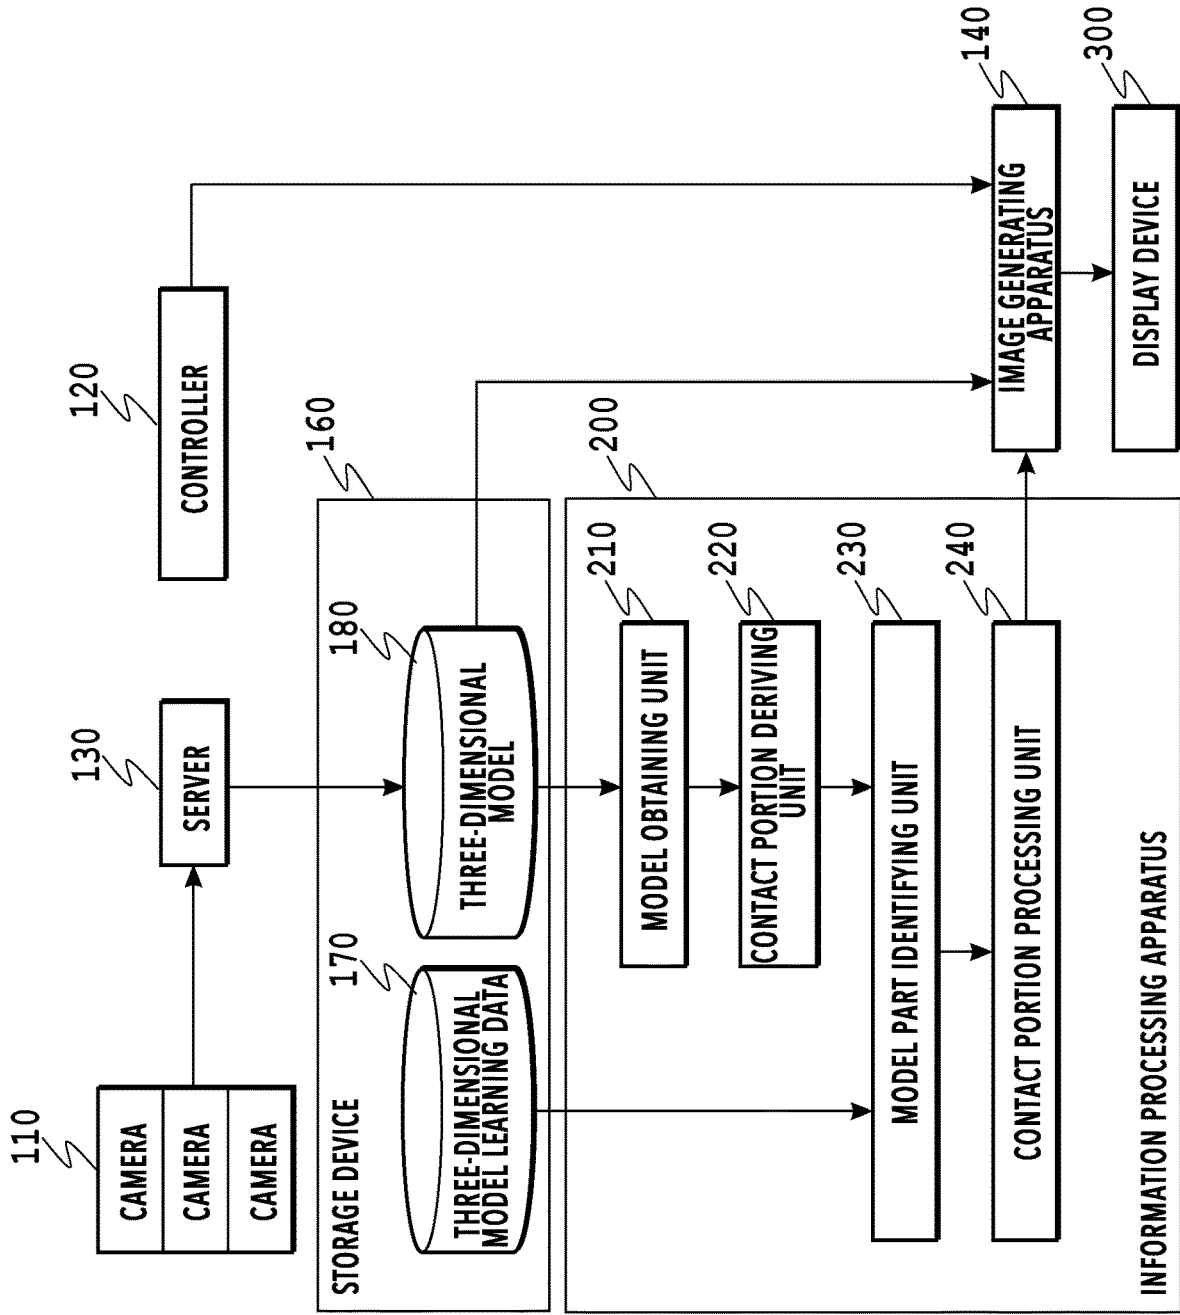 110
CAMERA
CAMERA
CAMERA
130
SERVER
120
CONTROLLER
160
STORAGE DEVICE
170
THREE-DIMENSIONAL
MODEL LEARNING DATA
180
THREE-DIMENSIONAL
MODEL
200
210
MODEL OBTAINING UNIT
220
CONTACT PORTION DERIVING
UNIT
230
MODEL PART IDENTIFYING UNIT
240
CONTACT PORTION PROCESSING UNIT
INFORMATION PROCESSING APPARATUS
140
IMAGE GENERATING
APPARATUS
300
DISPLAY DEVICE